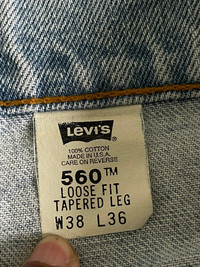 Levi's
100% COTTON
MADE IN U.S.A.
CARE ON REVERSE
560™
LOOSE FIT
TAPERED LEG
W38 L36